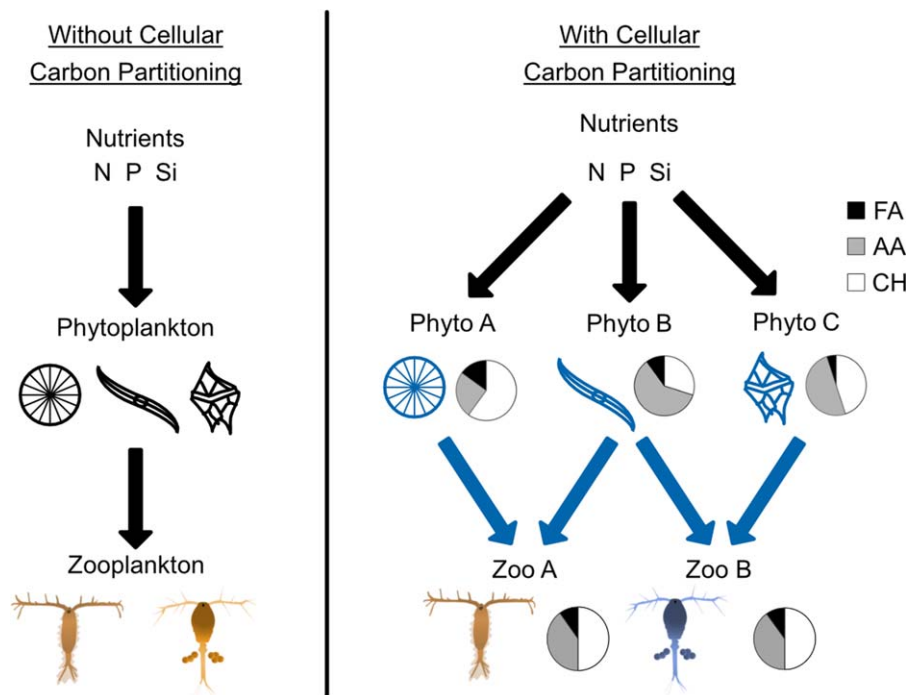 Without Cellular
Carbon Partitioning
Nutrients
N P Si
Phytoplankton
Zooplankton
With Cellular
Carbon Partitioning
Nutrients
N P Si
FA
AA
CH
Phyto A
Phyto B
Phyto C
Zoo A
Zoo B